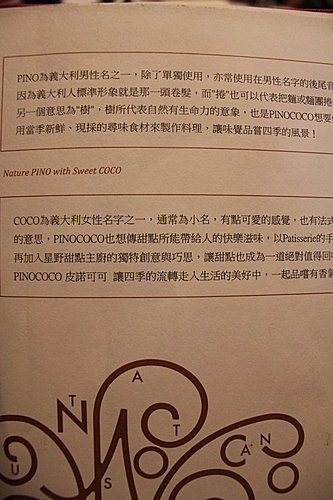 PINO為義大利男性名字之一，除了單獨使用，亦常使用在男性名字的後尾音
因為義大利人標準形象就是那一頭卷髮，而"捲"也可以代表把麵或麵團捲
另一個意思為"樹"，樹所代表自然有生命力的意象，也是PINOCOCO想要
用當季新鮮、現採的尋味食材來製作料理，讓味覺品嘗四季的風景！
Nature PINO with Sweet COCO
COCO為義大利女性名字之一，通常為小名，有點可愛的感覺，也有法式
的意思，PINOCOCO也想傳甜點所能帶給人的快樂滋味，以Patisserie的手
再加入星野甜點主廚的獨特創意與巧思，讓甜點也成為一道絕對值得回
PINOCOCO 皮諾可可 讓四季的流轉走入生活的美好中，一起品嚐有香氣